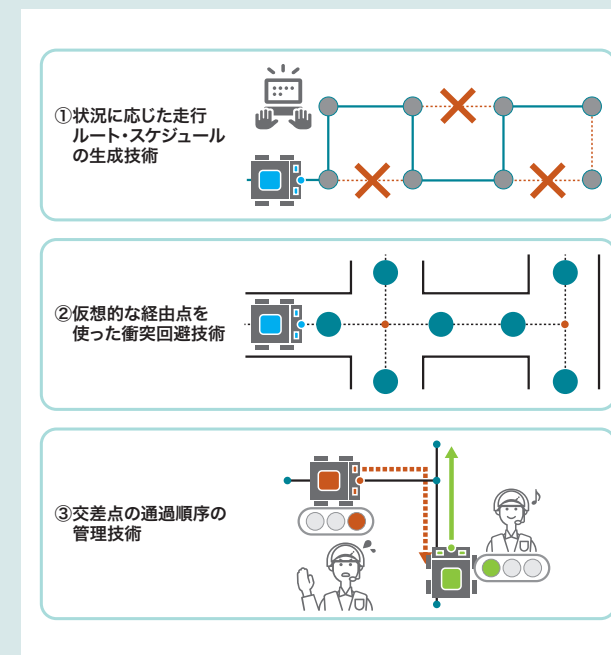 ①状況に応じた走行
ルート・スケジュール
の生成技術
②仮想的な経由点を
使った衝突回避技術
③交差点の通過順序の
管理技術